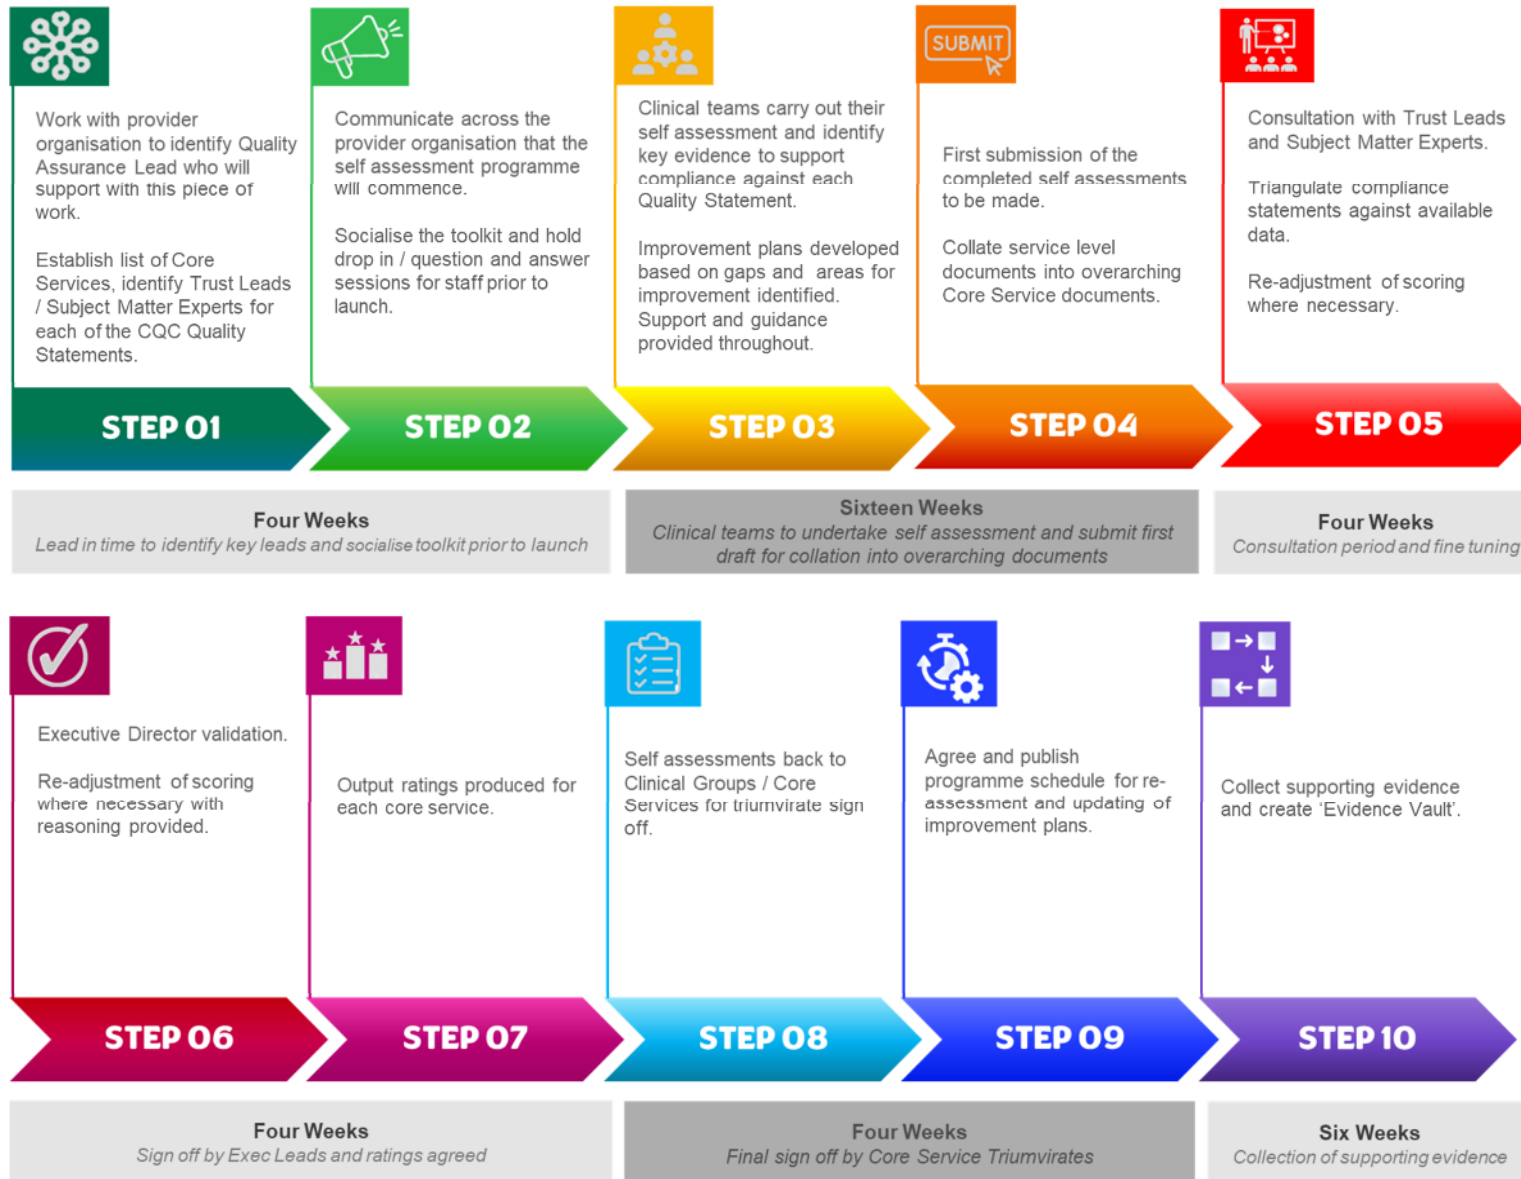 SUBMIT
Work with provider
organisation to identify Quality
Assurance Lead who will
support with this piece of
work.
Establish list of Core
Services, identify Trust Leads
/ Subject Matter Experts for
each of the CQC Quality
Statements.
Communicate across the
provider organisation that the
self assessment programme
will commence.
Socialise the toolkit and hold
drop in / question and answer
sessions for staff prior to
launch.
Clinical teams carry out their
self assessment and identify
key evidence to support
compliance against each
Quality Statement.
Improvement plans developed
based on gaps and areas for
improvement identified.
Support and guidance
provided throughout.
First submission of the
completed self assessments
to be made.
Collate service level
documents into overarching
Core Service documents.
Consultation with Trust Leads
and Subject Matter Experts.
Triangulate compliance
statements against available
data.
Re-adjustment of scoring
where necessary.
STEP 01
STEP 02
STEP 03
STEP 04
STEP 05
Four Weeks
Lead in time to identify key leads and socialise toolkit prior to launch
Sixteen Weeks
Clinical teams to undertake self assessment and submit first
draft for collation into overarching documents
Four Weeks
Consultation period and fine tuning
Executive Director validation.
Re-adjustment of scoring
where necessary with
reasoning provided.
Output ratings produced for
each core service.
Self assessments back to
Clinical Groups / Core
Services for triumvirate sign
off.
Agree and publish
programme schedule for re-
assessment and updating of
improvement plans.
Collect supporting evidence
and create ‘Evidence Vault’.
STEP 06
STEP 07
STEP 08
STEP 09
STEP 10
Four Weeks
Sign off by Exec Leads and ratings agreed
Four Weeks
Final sign off by Core Service Triumvirates
Six Weeks
Collection of supporting evidence